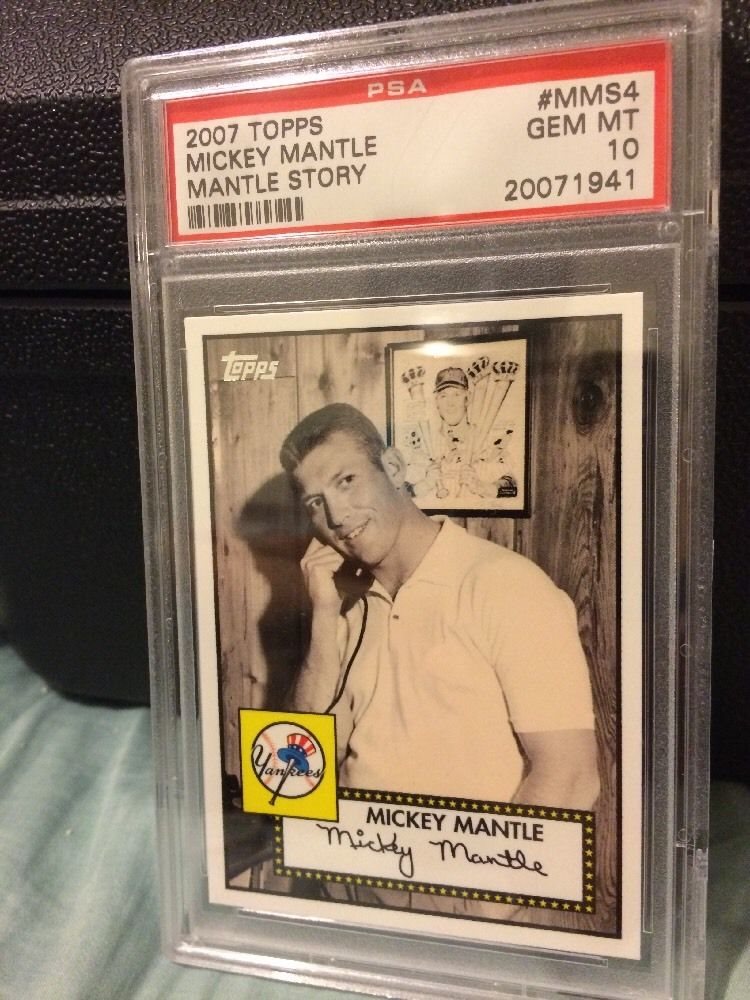 PSA
2007 TOPPS #MMS4
MICKEY MANTLE GEM MT
MANTLE STORY 10
20071941
Topps
Yankees
MICKEY MANTLE
Mickey Mantle